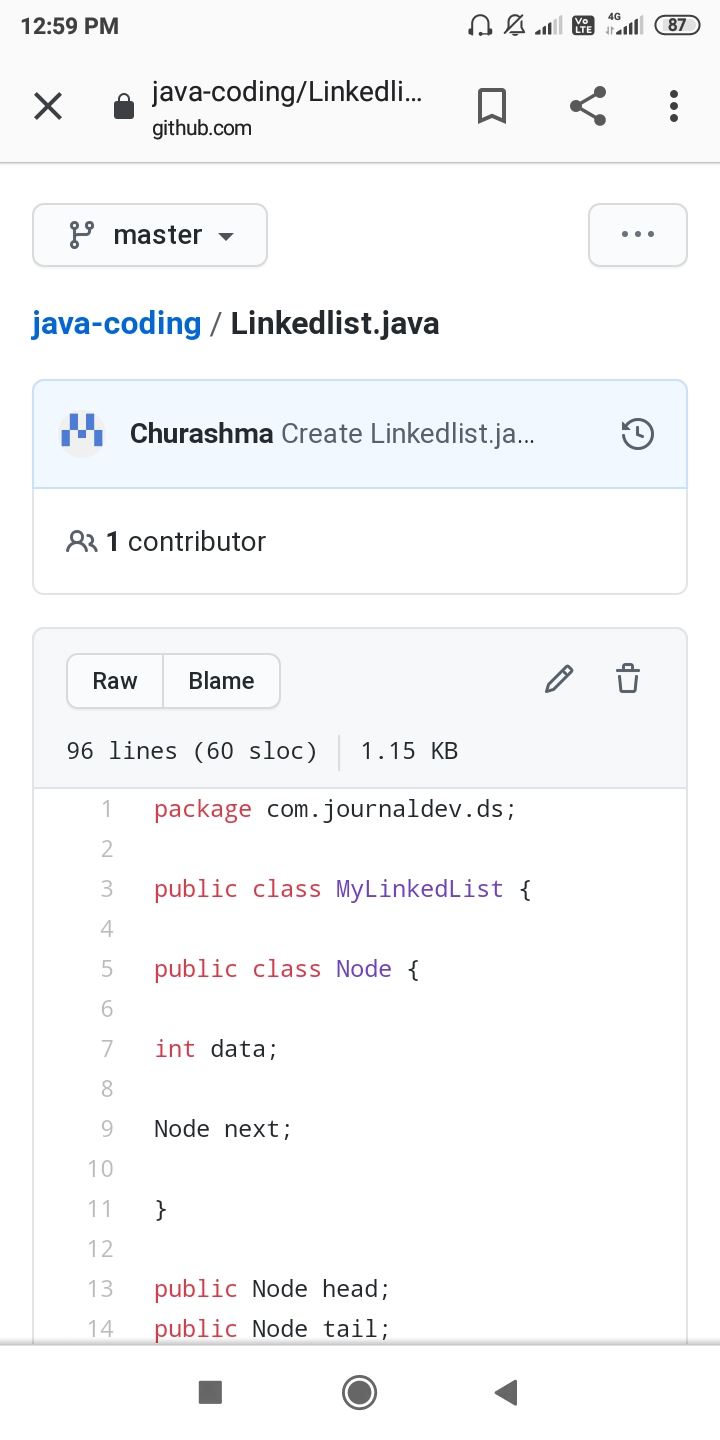 12:59 PM
Vo LTE 4G 87
java-coding/Linkedli...
github.com
master
java-coding / Linkedlist.java
Churashma Create Linkedlist.ja...
1 contributor
Raw Blame
96 lines (60 sloc) 1.15 KB
1 package com.journaldev.ds;
2
3 public class MyLinkedList {
4
5 public class Node {
6
7 int data;
8
9 Node next;
10
11 }
12
13 public Node head;
14 public Node tail;